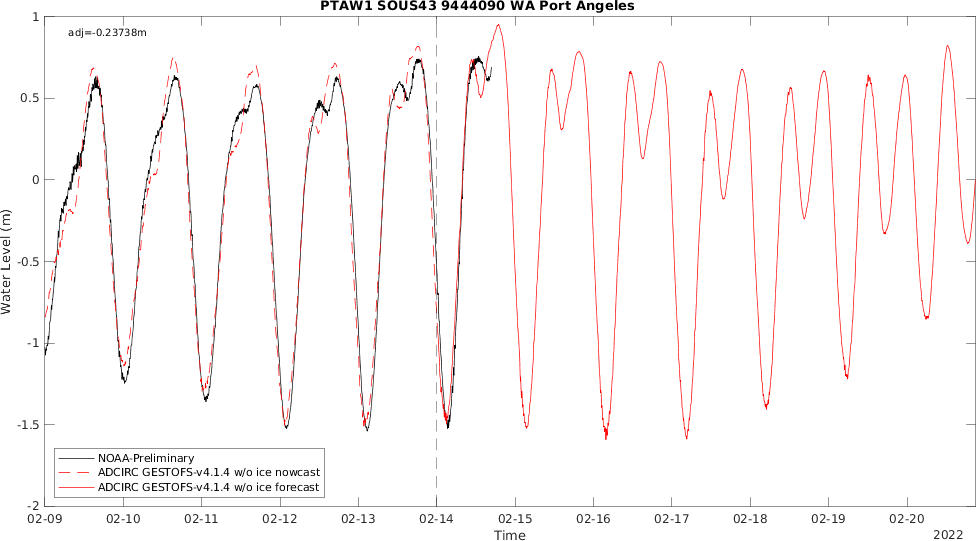 PTAW1 SOUS43 9444090 WA Port Angeles
adj=-0.23738m
Water Level (m)
1
0.5
0
-0.5
-1
-1.5
-2
NOAA-Preliminary
ADCIRC GESTOFS-v4.1.4 w/o ice nowcast
ADCIRC GESTOFS-v4.1.4 w/o ice forecast
02-09 02-10 02-11 02-12 02-13 02-14 02-15 02-16 02-17 02-18 02-19 02-20
Time
2022